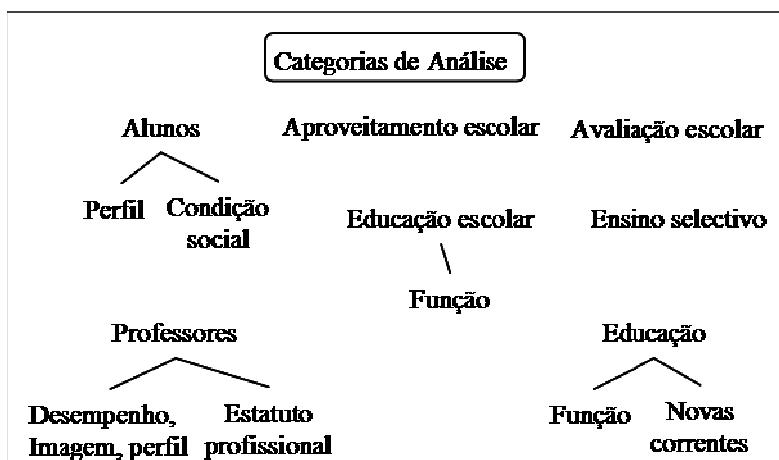 Categorias de Análise
Alunos
Aproveitamento escolar
Avaliação escolar
Perfil
Condição
social
Educação escolar
Ensino selectivo
Função
Professores
Educação
Desempenho,
Imagem, perfil
Estatuto
profissional
Função
Novas
correntes